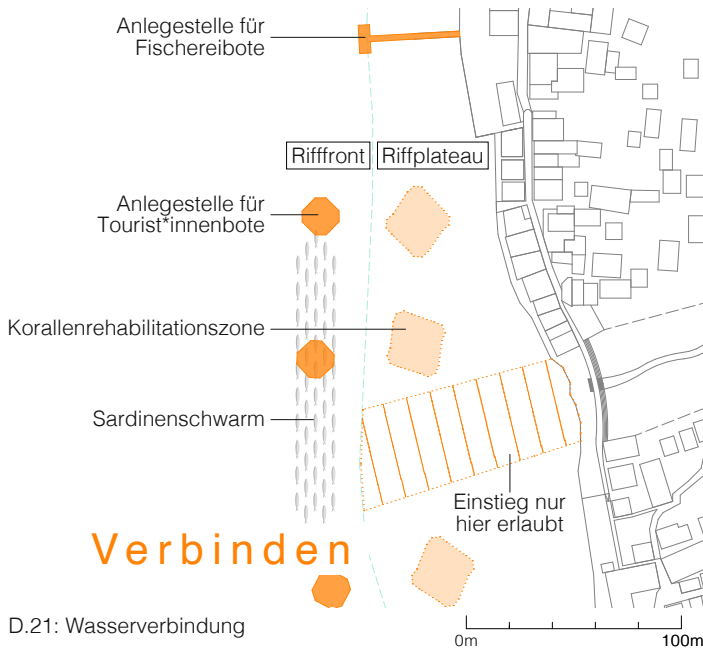 Anlegestelle für
Fischereibote
Rifffront
Riffplateau
Anlegestelle für
Tourist*innenbote
Korallenrehabilitationszone
Sardinenschwarm
Einstieg nur
hier erlaubt
Verbinden
D.21: Wasserverbindung
0m
100m